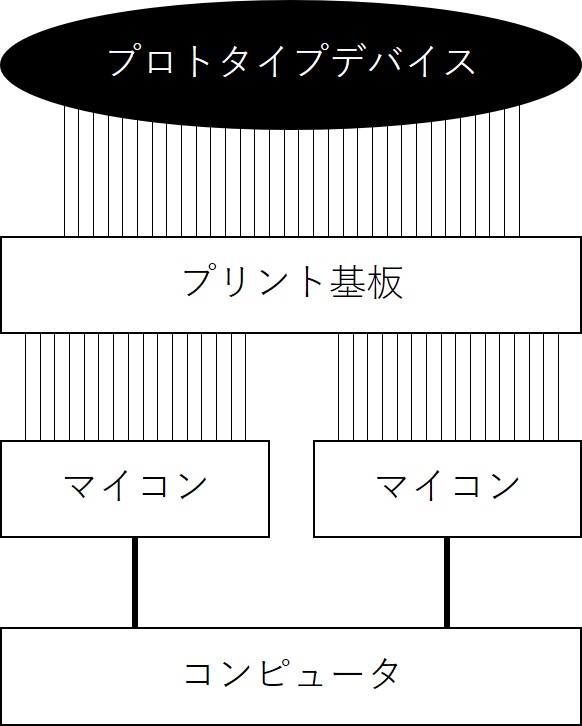 プロトタイプデバイス
プリント基板
マイコン
マイコン
コンピュータ